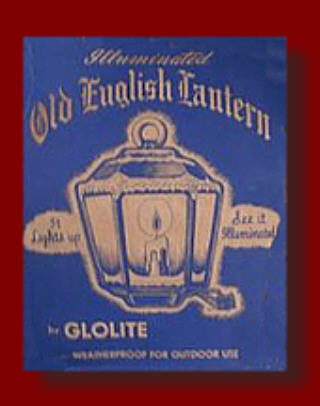 Illuminated
Old English Lantern
It
Lights up
See it
Illuminated
by GLOLITE
WEATHERPROOF FOR OUTDOOR USE